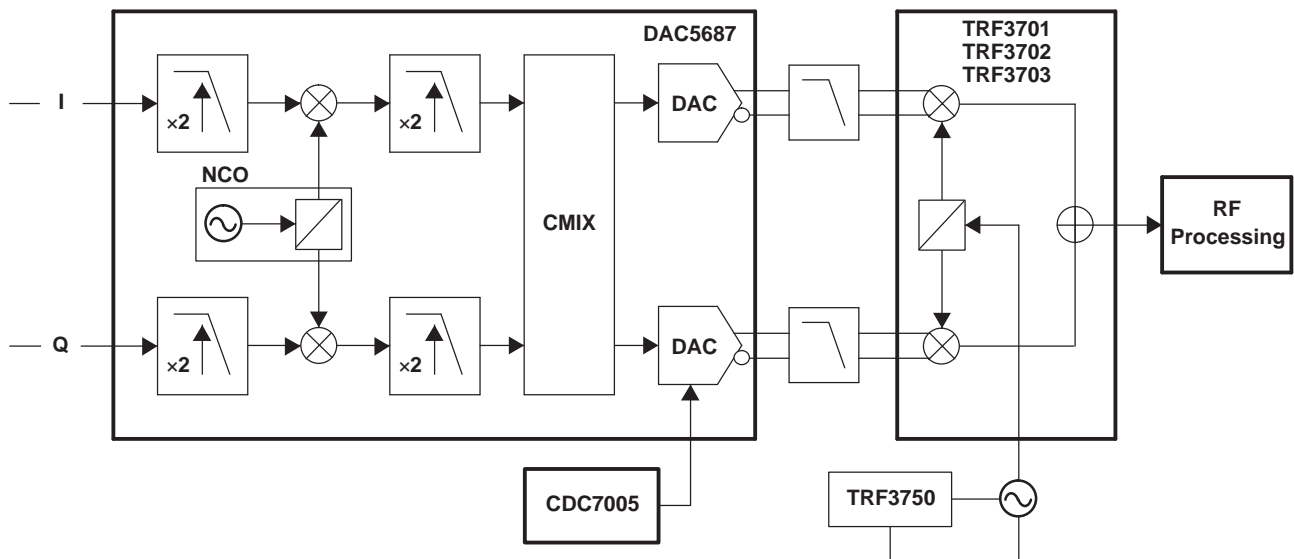 DAC5687
TRF3701
TRF3702
TRF3703
I
×2
×2
DAC
NCO
CMIX
RF
Processing
Q
×2
×2
DAC
CDC7005
TRF3750